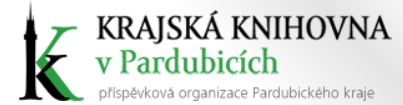 KRAJSKÁ KNIHOVNA
v Pardubicích
příspěvková organizace Pardubického kraje